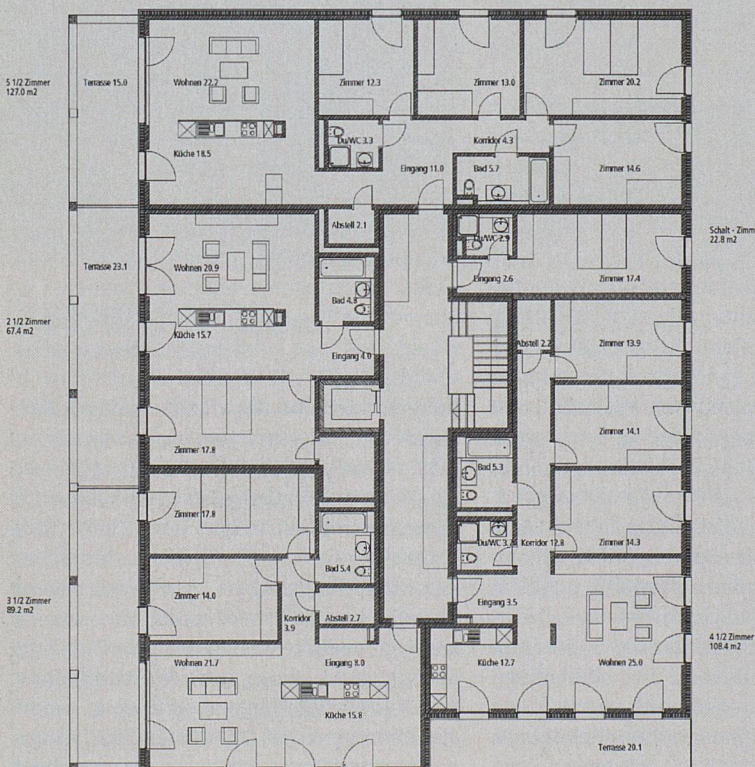 5 1/2 Zimmer
127.0 m2
Terrasse 15.0
Wohnen 22.2
Zimmer 12.3
Zimmer 13.0
Zimmer 20.2
Küche 18.5
Du/WC 3.3
Korridor 4.3
Eingang 11.0
Bad 5.7
Zimmer 14.6
Abstell 2.1
Schalt - Zimm
22.8 m2
Terrasse 23.1
Wohnen 20.9
Du/WC 2.9
Eingang 2.6
Zimmer 17.4
Bad 4.8
2 1/2 Zimmer
67.4 m2
Küche 15.7
Eingang 4.0
Abstell 2.2
Zimmer 13.9
Zimmer 14.1
Zimmer 17.8
Bad 5.3
Zimmer 17.8
Du/WC 3.
Korridor 12.8
Zimmer 14.3
Bad 5.4
Zimmer 14.0
3 1/2 Zimmer
89.2 m2
Korridor
3.9
Abstell 2.7
Eingang 3.5
4 1/2 Zimmer
108.4 m2
Wohnen 21.7
Eingang 8.0
Küche 12.7
Wohnen 25.0
Küche 15.8
Terrasse 20.1